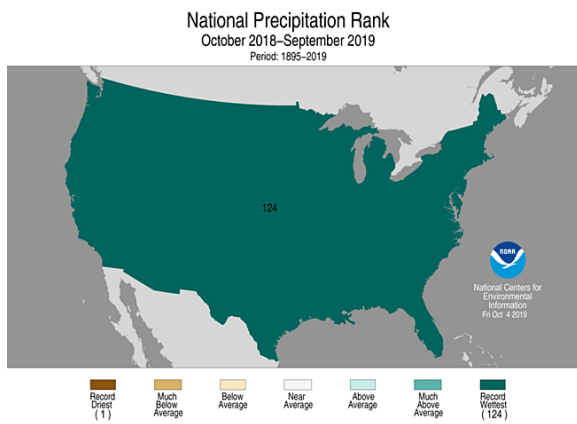 National Precipitation Rank
October 2018–September 2019
Period: 1895–2019
124
NOAA
National Centers for
Environmental
Information
Fri Oct 4 2019
Record
Driest
(1)
Much
Below
Average
Below
Average
Near
Average
Above
Average
Much
Above
Average
Record
Wettest
(124)